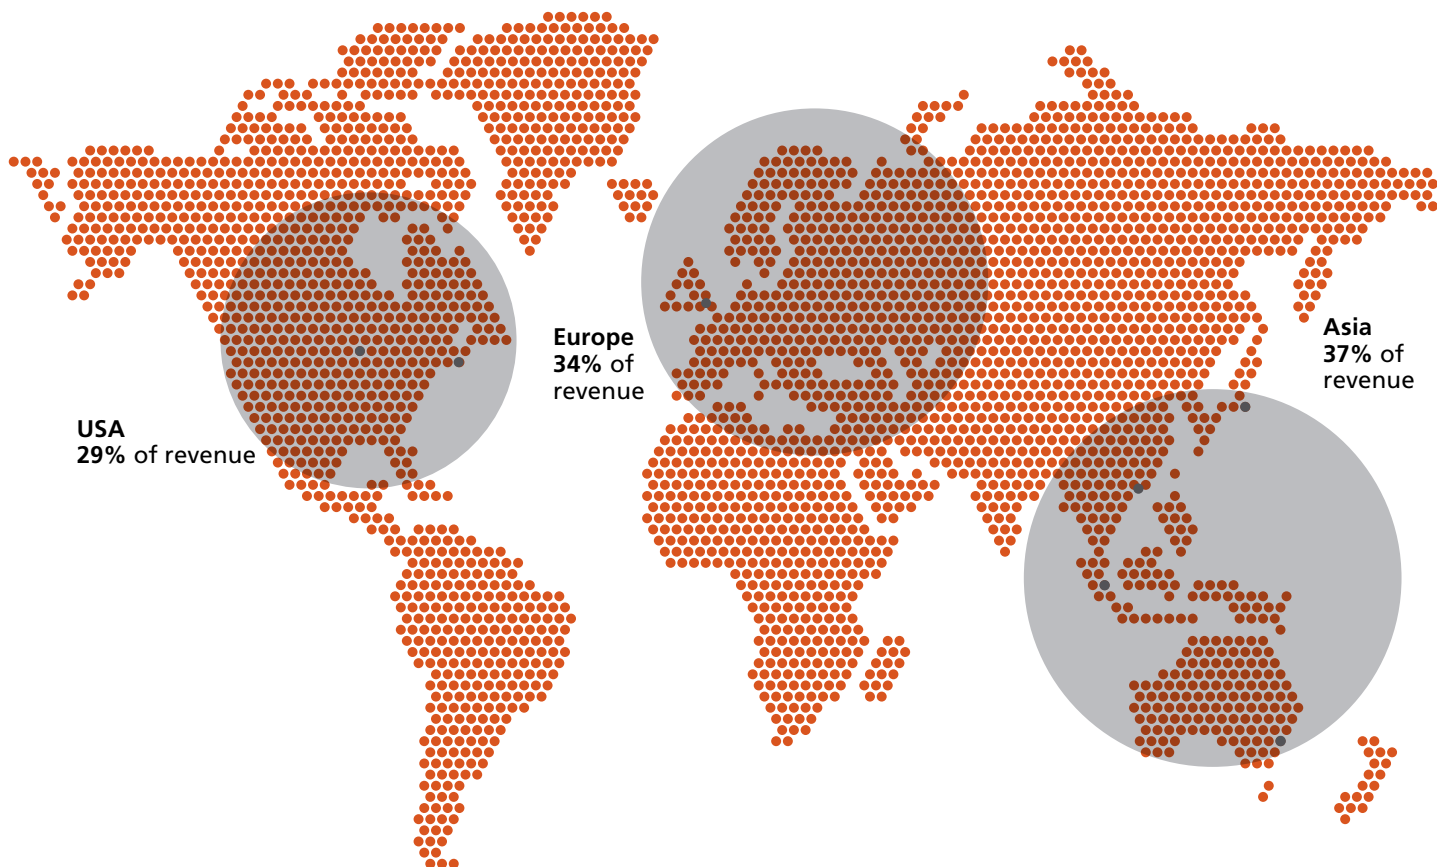 USA
29% of revenue
Europe
34% of
revenue
Asia
37% of
revenue